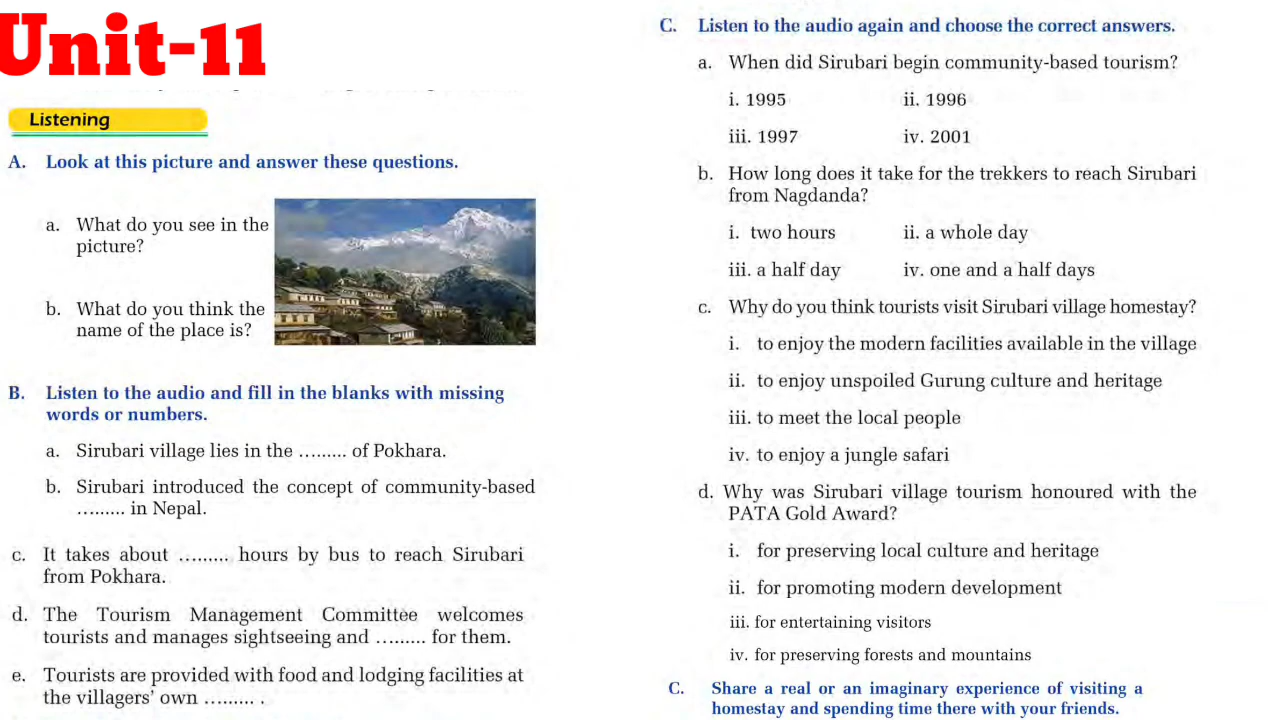 Unit-11
Listening
A. Look at this picture and answer these questions.
a. What do you see in the
picture?
b. What do you think the
name of the place is?
B. Listen to the audio and fill in the blanks with missing
words or numbers.
a. Sirubari village lies in the ......... of Pokhara.
b. Sirubari introduced the concept of community-based
......... in Nepal.
c. It takes about ......... hours by bus to reach Sirubari
from Pokhara.
d. The Tourism Management Committee welcomes
tourists and manages sightseeing and ......... for them.
e. Tourists are provided with food and lodging facilities at
the villagers' own ......... .
C. Listen to the audio again and choose the correct answers.
a. When did Sirubari begin community-based tourism?
i. 1995 ii. 1996
iii. 1997 iv. 2001
b. How long does it take for the trekkers to reach Sirubari
from Nagdanda?
i. two hours ii. a whole day
iii. a half day iv. one and a half days
c. Why do you think tourists visit Sirubari village homestay?
i. to enjoy the modern facilities available in the village
ii. to enjoy unspoiled Gurung culture and heritage
iii. to meet the local people
iv. to enjoy a jungle safari
d. Why was Sirubari village tourism honoured with the
PATA Gold Award?
i. for preserving local culture and heritage
ii. for promoting modern development
iii. for entertaining visitors
iv. for preserving forests and mountains
C. Share a real or an imaginary experience of visiting a
homestay and spending time there with your friends.